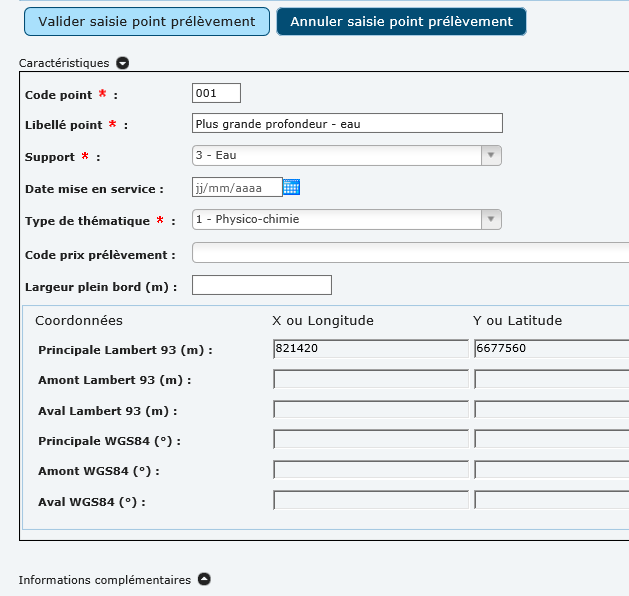 Valider saisie point prélèvement Annuler saisie point prélèvement
Caractéristiques
Code point * : 001
Libellé point * : Plus grande profondeur - eau
Support * : 3 - Eau
Date mise en service : jj/mm/aaaa
Type de thématique * : 1 - Physico-chimie
Code prix prélèvement :
Largeur plein bord (m) :
Coordonnées X ou Longitude Y ou Latitude
Principale Lambert 93 (m) : 821420 6677560
Amont Lambert 93 (m) :
Aval Lambert 93 (m) :
Principale WGS84 (°) :
Amont WGS84 (°) :
Aval WGS84 (°) :
Informations complémentaires